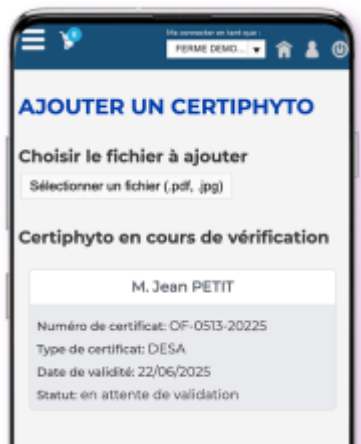 Me connecter en tant que :
FERME DEMO...
AJOUTER UN CERTIPHYTO
Choisir le fichier à ajouter
Sélectionner un fichier (.pdf, .jpg)
Certiphyto en cours de vérification
M. Jean PETIT
Numéro de certificat: OF-0513-20225
Type de certificat: DESA
Date de validité: 22/06/2025
Statut: en attente de validation